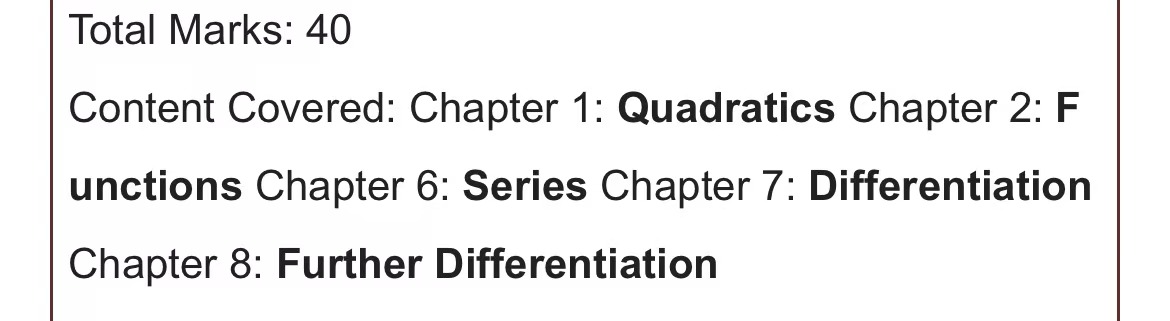 Total Marks: 40
Content Covered: Chapter 1: Quadratics Chapter 2: F
unctions Chapter 6: Series Chapter 7: Differentiation
Chapter 8: Further Differentiation